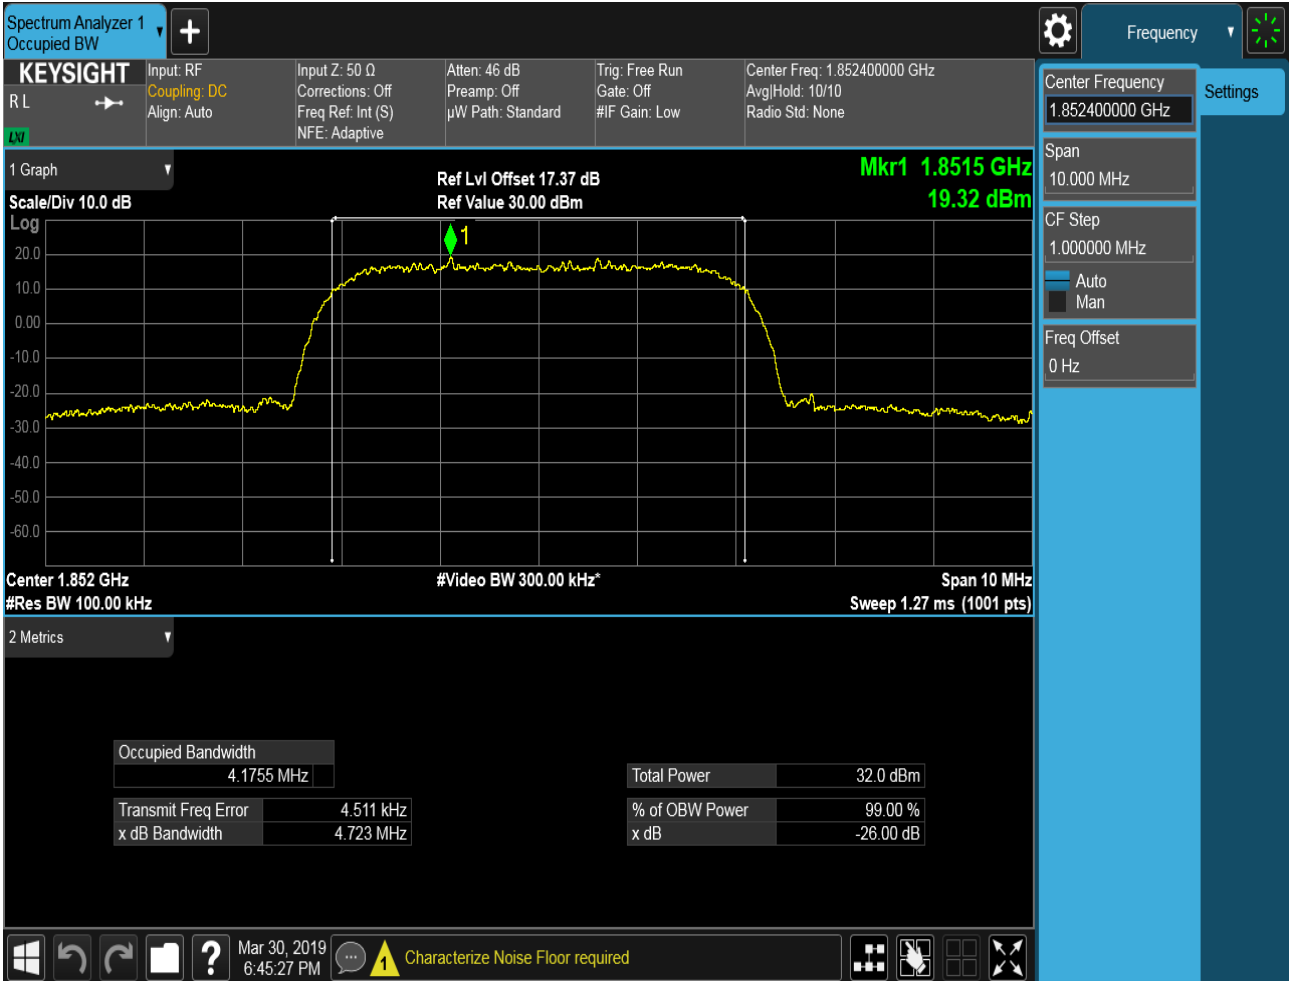 Spectrum Analyzer 1
Occupied BW
+
Frequency
KEYSIGHT
R L
LXI
Input: RF
Coupling: DC
Align: Auto
Input Z: 50 Ω
Corrections: Off
Freq Ref: Int (S)
NFE: Adaptive
Atten: 46 dB
Preamp: Off
µW Path: Standard
Trig: Free Run
Gate: Off
#IF Gain: Low
Center Freq: 1.852400000 GHz
Avg|Hold: 10/10
Radio Std: None
Center Frequency
1.852400000 GHz
Settings
Span
10.000 MHz
CF Step
1.000000 MHz
Auto
Man
Freq Offset
0 Hz
1 Graph
Scale/Div 10.0 dB
Ref Lvl Offset 17.37 dB
Ref Value 30.00 dBm
Mkr1 1.8515 GHz
19.32 dBm
Log
1
20.0
10.0
0.00
-10.0
-20.0
-30.0
-40.0
-50.0
-60.0
Center 1.852 GHz
#Video BW 300.00 kHz*
Span 10 MHz
#Res BW 100.00 kHz
Sweep 1.27 ms (1001 pts)
2 Metrics
Occupied Bandwidth
4.1755 MHz
Total Power 32.0 dBm
Transmit Freq Error 4.511 kHz
% of OBW Power 99.00 %
x dB Bandwidth 4.723 MHz
x dB -26.00 dB
?
Mar 30, 2019
6:45:27 PM
1
Characterize Noise Floor required